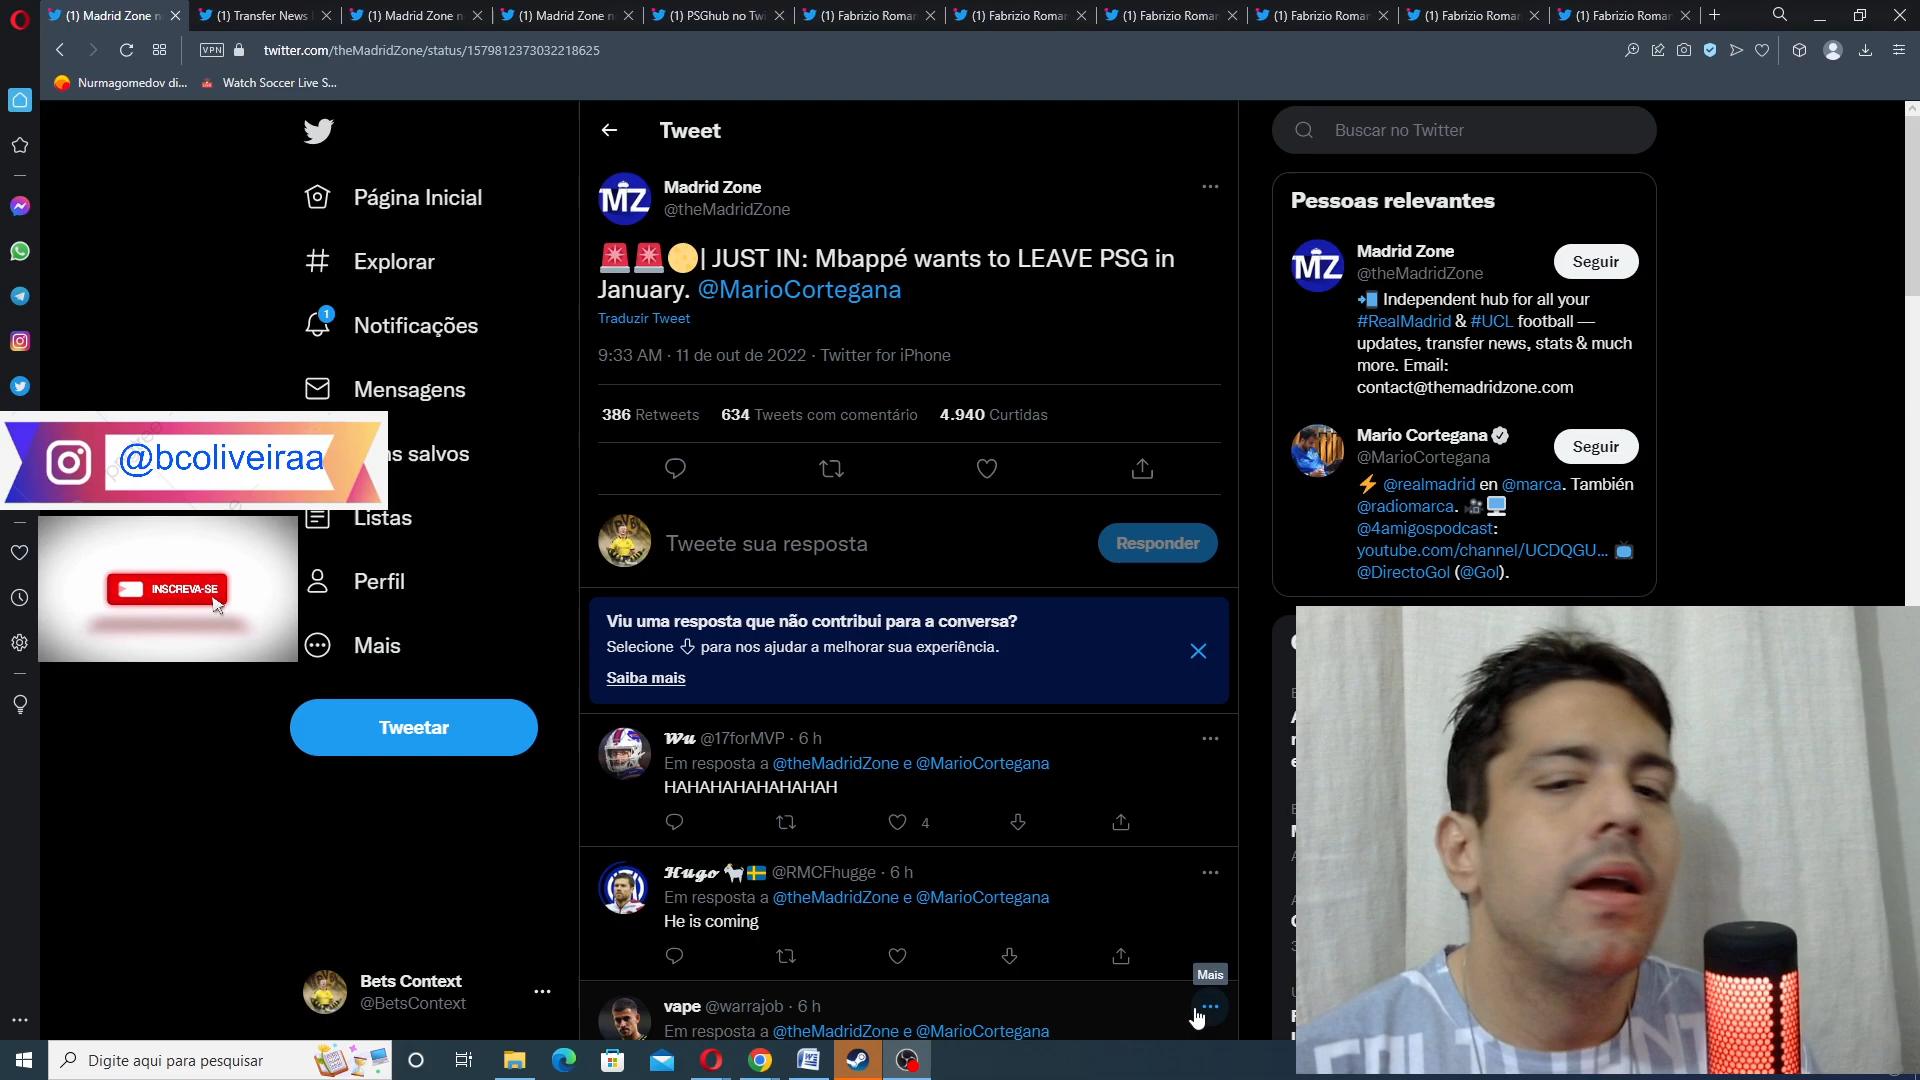 (1) Madrid Zone n
(1) Transfer News
(1) Madrid Zone n
(1) Madrid Zone n
(1) PSGhub no Twi
(1) Fabrizio Roman
(1) Fabrizio Roman
(1) Fabrizio Roman
(1) Fabrizio Roman
(1) Fabrizio Roman
(1) Fabrizio Roman
VPN
twitter.com/theMadridZone/status/1579812373032218625
Nurmagomedov di...
Watch Soccer Live S...
Página Inicial
Explorar
1
Notificações
Mensagens
ns salvos
Listas
Perfil
Mais
Tweetar
Bets Context
@BetsContext
@bcoliveiraa
INSCREVA-SE
Tweet
MZ
Madrid Zone
@theMadridZone
| JUST IN: Mbappé wants to LEAVE PSG in
January. @MarioCortegana
Traduzir Tweet
9:33 AM · 11 de out de 2022 · Twitter for iPhone
386 Retweets 634 Tweets com comentário 4.940 Curtidas
Tweete sua resposta
Responder
Viu uma resposta que não contribui para a conversa?
Selecione para nos ajudar a melhorar sua experiência.
Saiba mais
Wu @17forMVP · 6 h
Em resposta a @theMadridZone e @MarioCortegana
HAHAHAHAHAHAHAH
4
Hugo @RMCFhugge · 6 h
Em resposta a @theMadridZone e @MarioCortegana
He is coming
Mais
vape @warrajob · 6 h
Em resposta a @theMadridZone e @MarioCortegana
Buscar no Twitter
Pessoas relevantes
MZ
Madrid Zone
@theMadridZone
Seguir
Independent hub for all your
#RealMadrid & #UCL football —
updates, transfer news, stats & much
more. Email:
contact@themadridzone.com
Mario Cortegana
@MarioCortegana
Seguir
@realmadrid en @marca. También
@radiomarca.
@4amigospodcast:
youtube.com/channel/UCDQGU...
@DirectoGol (@Gol).
Digite aqui para pesquisar